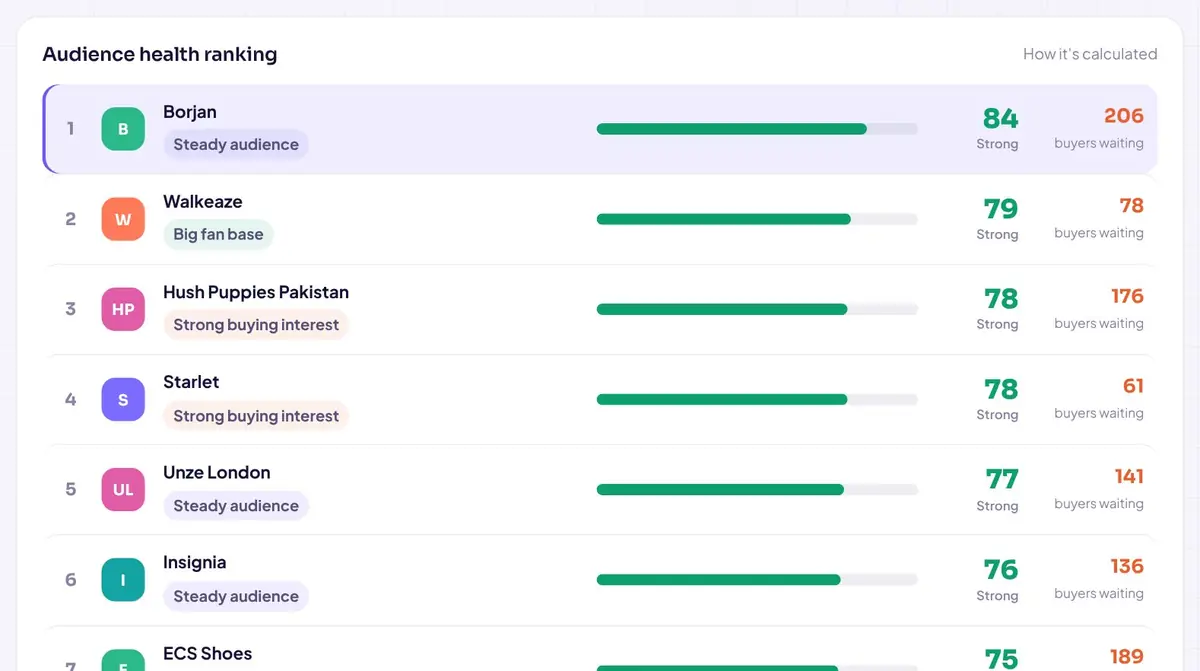 Audience health ranking
How it's calculated
1
B
Borjan
Steady audience
84
Strong
206
buyers waiting
2
W
Walkeaze
Big fan base
79
Strong
78
buyers waiting
3
HP
Hush Puppies Pakistan
Strong buying interest
78
Strong
176
buyers waiting
4
S
Starlet
Strong buying interest
78
Strong
61
buyers waiting
5
UL
Unze London
Steady audience
77
Strong
141
buyers waiting
6
I
Insignia
Steady audience
76
Strong
136
buyers waiting
7
E
ECS Shoes
75
189